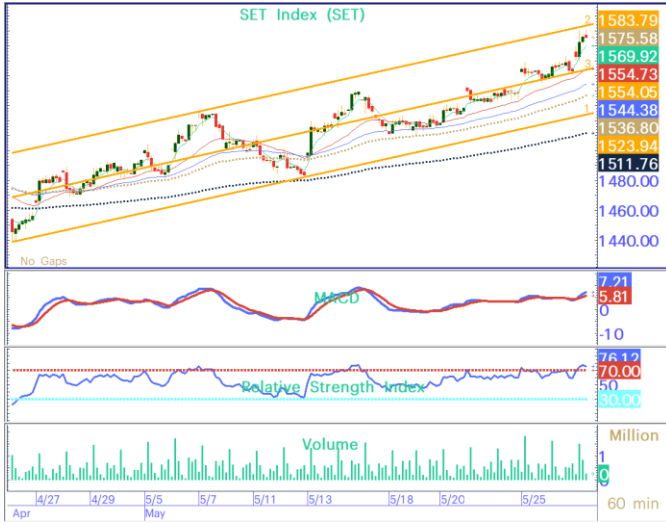 SET Index (SET)
2
3
1
1583.79
1575.58
1569.92
1554.73
1554.05
1544.38
1536.80
1523.94
1511.76
1480.00
1460.00
1440.00
No Gaps
MACD
7.21
5.81
0
-10
Relative Strength Index
76.12
70.00
50
30.00
Volume
Million
1
0
4/27 4/29 5/5 5/7 5/11 5/13 5/18 5/20 5/25
Apr May
60 min